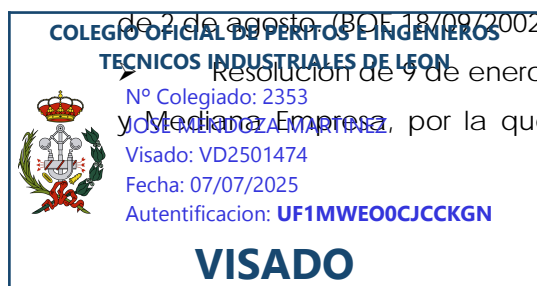 de 2 de agosto. (BOE 18/09/2002
COLEGIO OFICIAL DE PERITOS E INGENIEROS
TECNICOS INDUSTRIALES DE LEON
➤ Resolución de 9 de enero
Nº Colegiado: 2353
y Mediana Empresa, por la que
JOSE MENDOZA MARTINEZ
Visado: VD2501474
Fecha: 07/07/2025
Autentificacion: UF1MWEO0CJCCKGN
VISADO